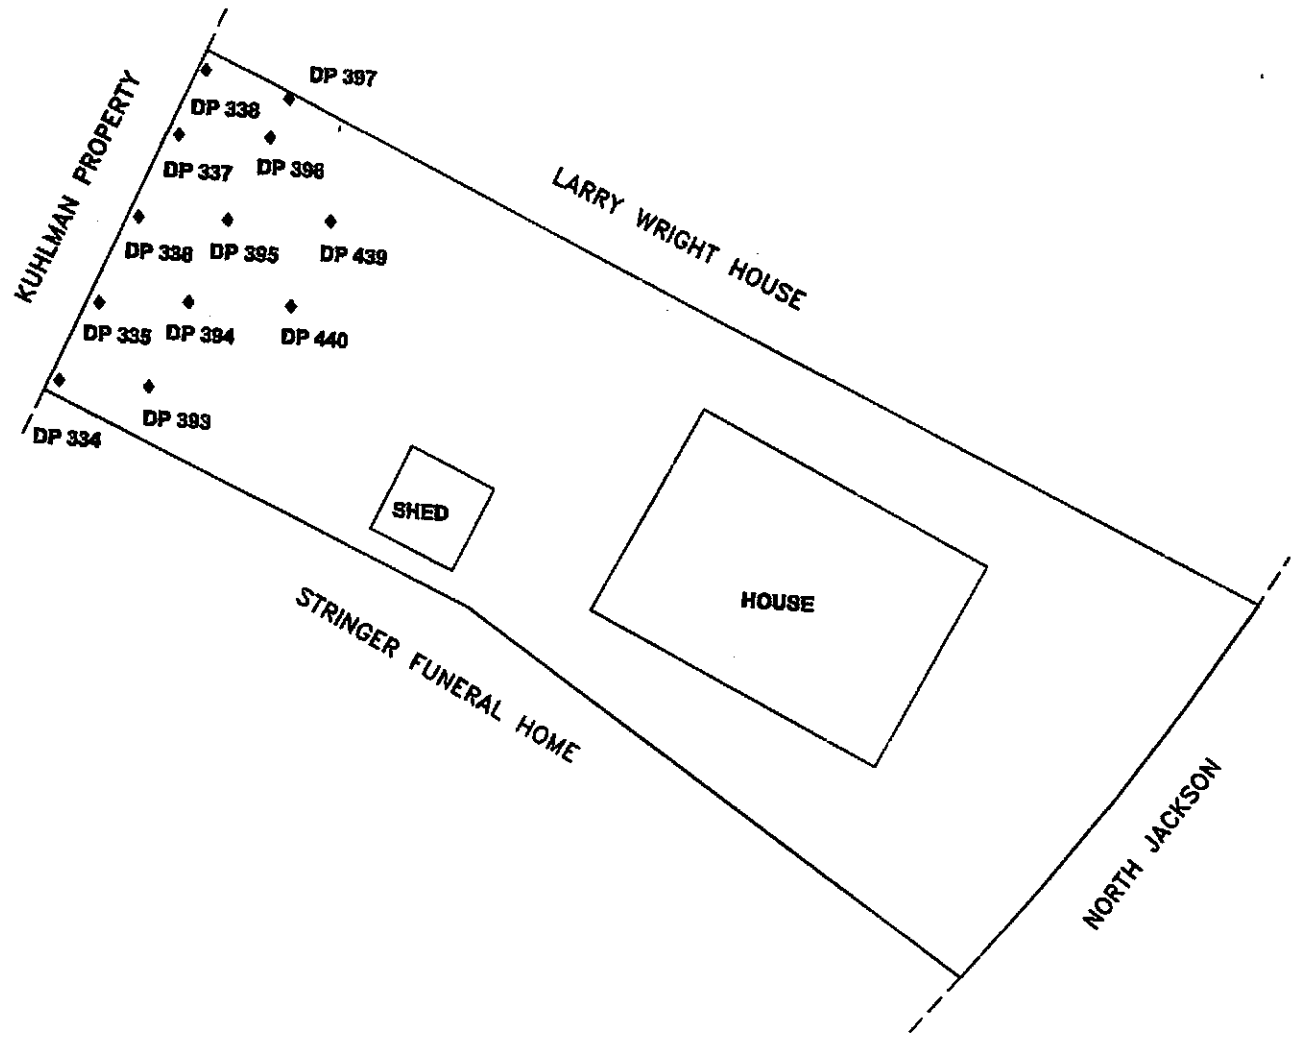 DP 397
DP 338
DP 337
DP 396
KUHLMAN PROPERTY
LARRY WRIGHT HOUSE
DP 336
DP 395
DP 439
DP 335
DP 394
DP 440
DP 393
DP 334
SHED
HOUSE
STRINGER FUNERAL HOME
NORTH JACKSON